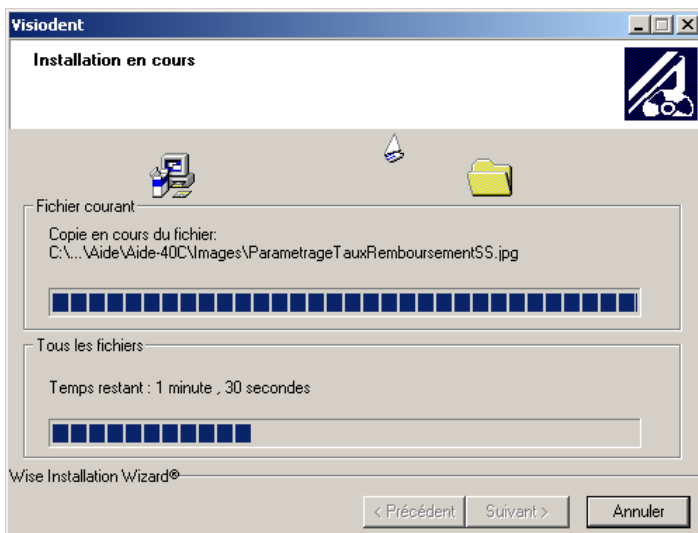 Visiodent
Installation en cours
Fichier courant
Copie en cours du fichier:
C:\...\Aide\Aide-40C\Images\ParametrageTauxRemboursementSS.jpg
Tous les fichiers
Temps restant : 1 minute , 30 secondes
Wise Installation Wizard®
< Précédent
Suivant >
Annuler